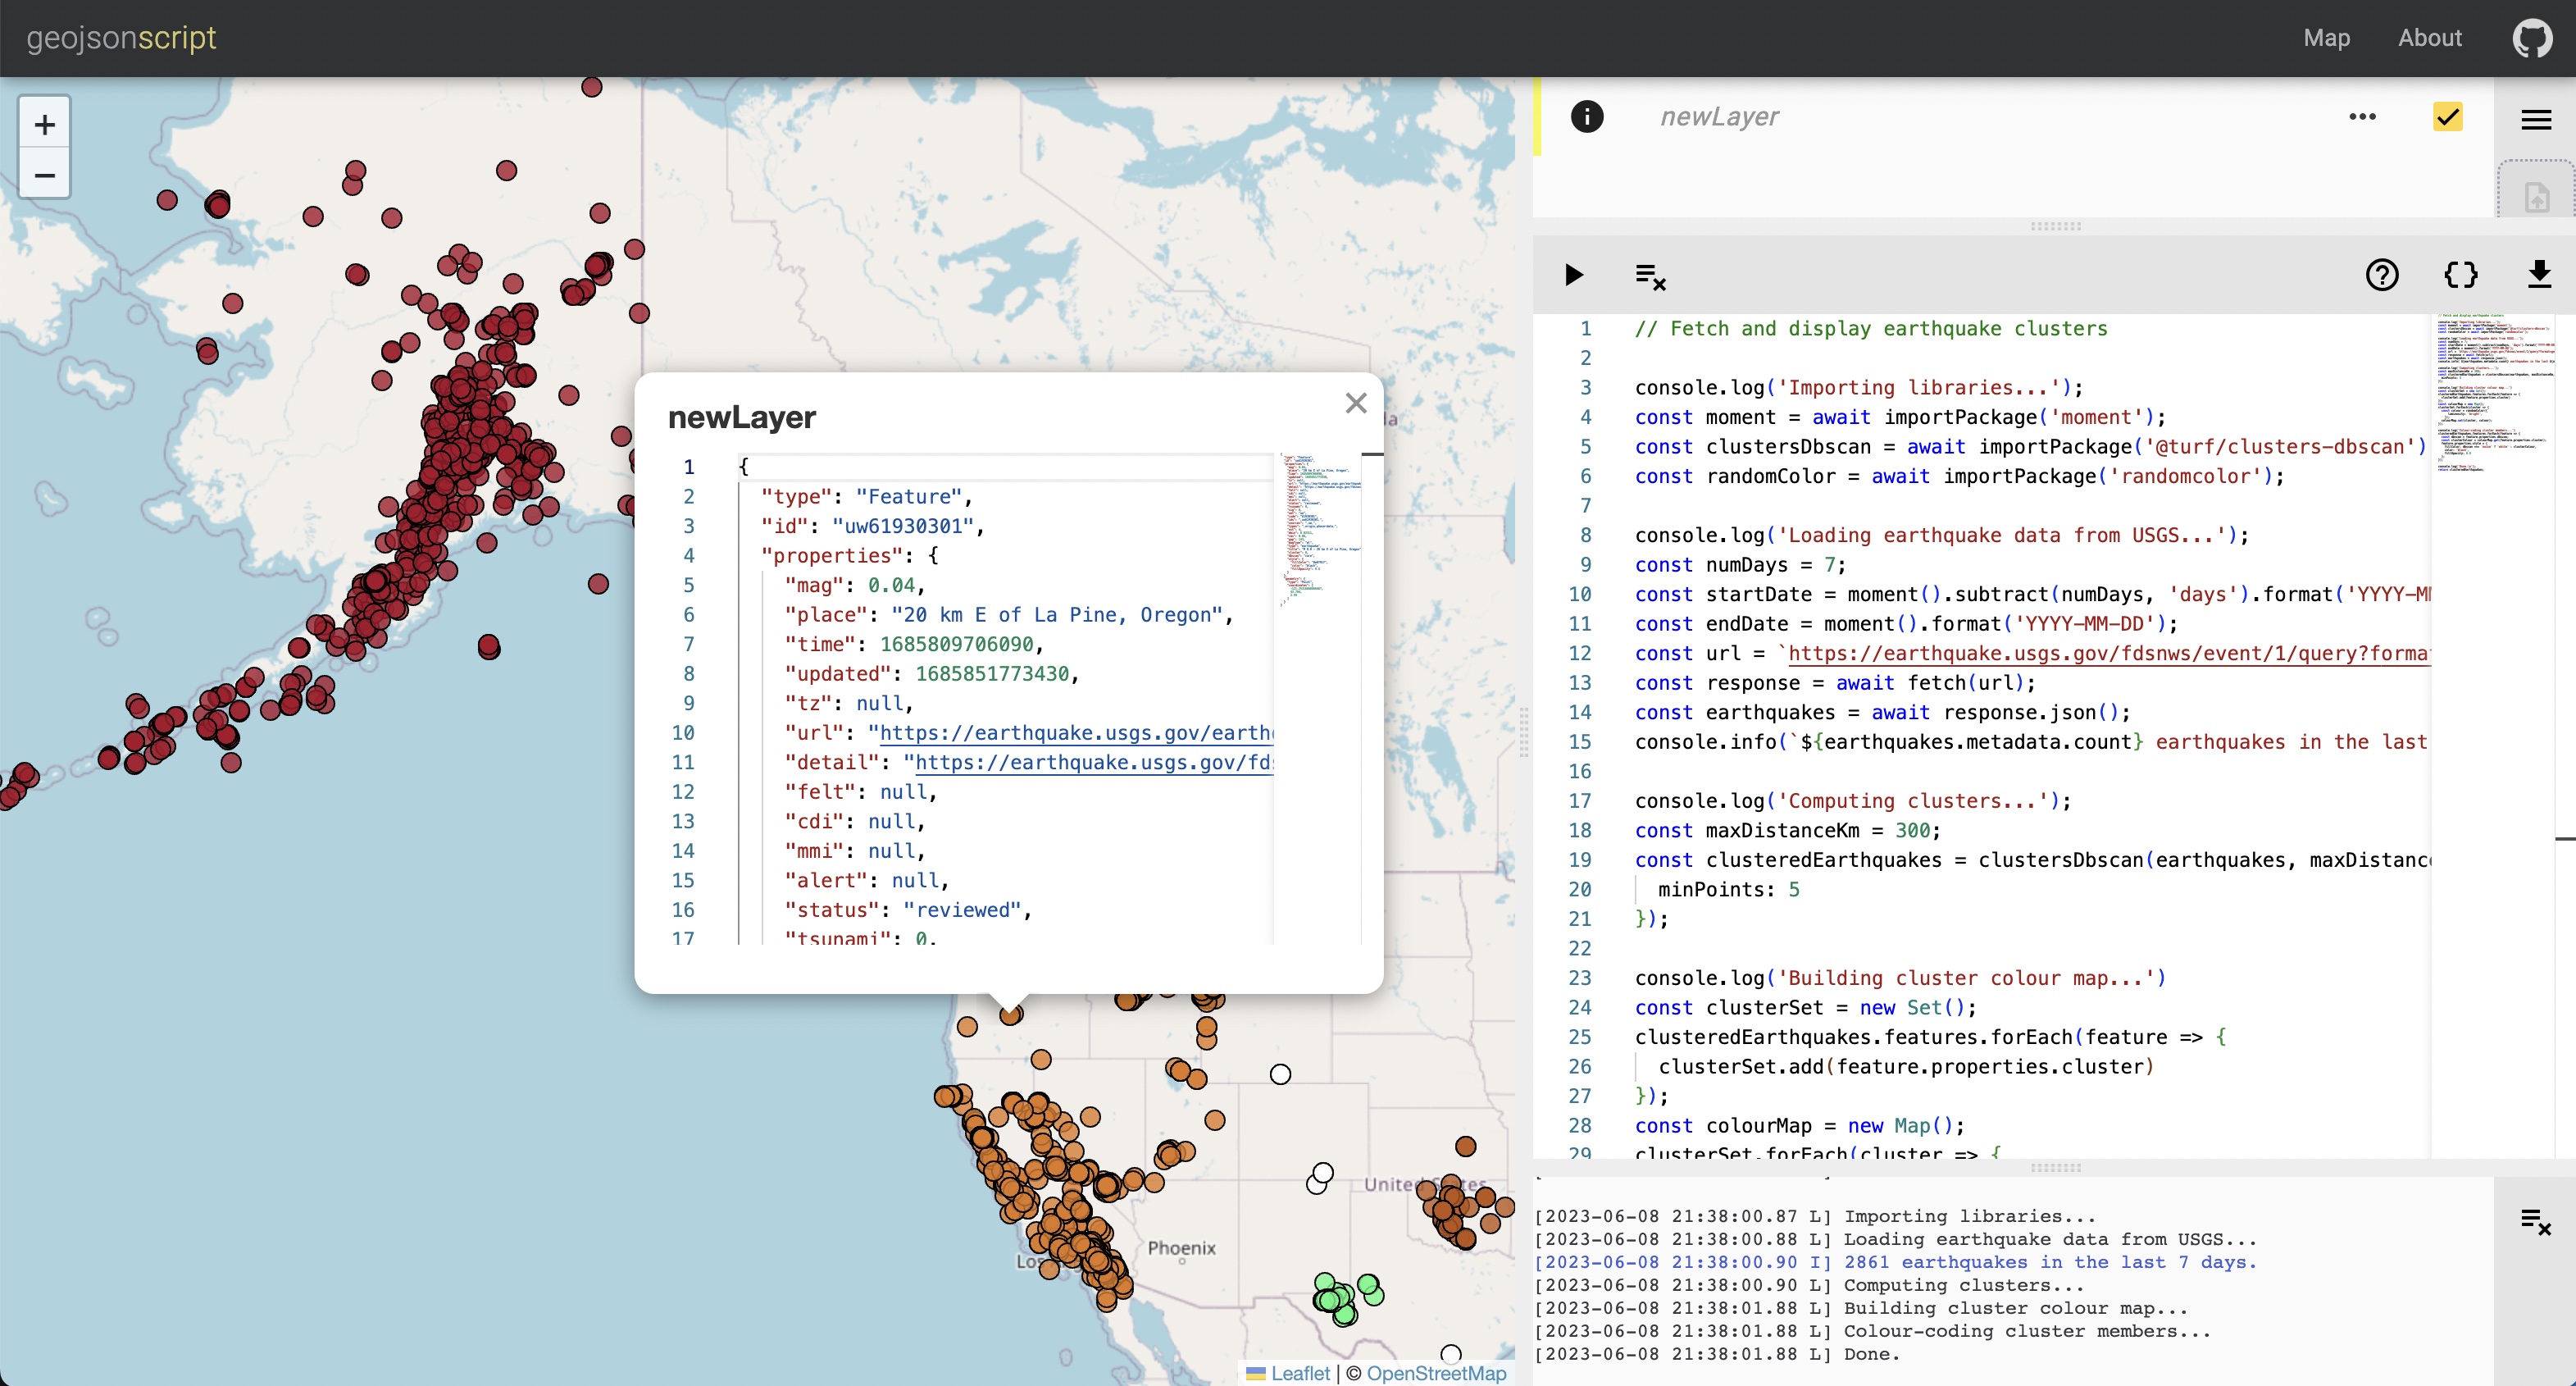 geojsonscript
Map
About
+
−
newLayer
1 {
2 "type": "Feature",
3 "id": "uw61930301",
4 "properties": {
5 "mag": 0.04,
6 "place": "20 km E of La Pine, Oregon",
7 "time": 1685809706090,
8 "updated": 1685851773430,
9 "tz": null,
10 "url": "https://earthquake.usgs.gov/earth
11 "detail": "https://earthquake.usgs.gov/fd
12 "felt": null,
13 "cdi": null,
14 "mmi": null,
15 "alert": null,
16 "status": "reviewed",
17 "tsunami": 0,
Phoenix
Leaflet | © OpenStreetMap
newLayer
1 // Fetch and display earthquake clusters
2
3 console.log('Importing libraries...');
4 const moment = await importPackage('moment');
5 const clustersDbscan = await importPackage('@turf/clusters-dbscan')
6 const randomColor = await importPackage('randomcolor');
7
8 console.log('Loading earthquake data from USGS...');
9 const numDays = 7;
10 const startDate = moment().subtract(numDays, 'days').format('YYYY-M
11 const endDate = moment().format('YYYY-MM-DD');
12 const url = `https://earthquake.usgs.gov/fdsnws/event/1/query?forma
13 const response = await fetch(url);
14 const earthquakes = await response.json();
15 console.info(`${earthquakes.metadata.count} earthquakes in the last
16
17 console.log('Computing clusters...');
18 const maxDistanceKm = 300;
19 const clusteredEarthquakes = clustersDbscan(earthquakes, maxDistanc
20 minPoints: 5
21 });
22
23 console.log('Building cluster colour map...')
24 const clusterSet = new Set();
25 clusteredEarthquakes.features.forEach(feature => {
26 clusterSet.add(feature.properties.cluster)
27 });
28 const colourMap = new Map();
29 clusterSet.forEach(cluster => {
[2023-06-08 21:38:00.87 L] Importing libraries...
[2023-06-08 21:38:00.88 L] Loading earthquake data from USGS...
[2023-06-08 21:38:00.90 I] 2861 earthquakes in the last 7 days.
[2023-06-08 21:38:00.90 L] Computing clusters...
[2023-06-08 21:38:01.88 L] Building cluster colour map...
[2023-06-08 21:38:01.88 L] Colour-coding cluster members...
[2023-06-08 21:38:01.88 L] Done.